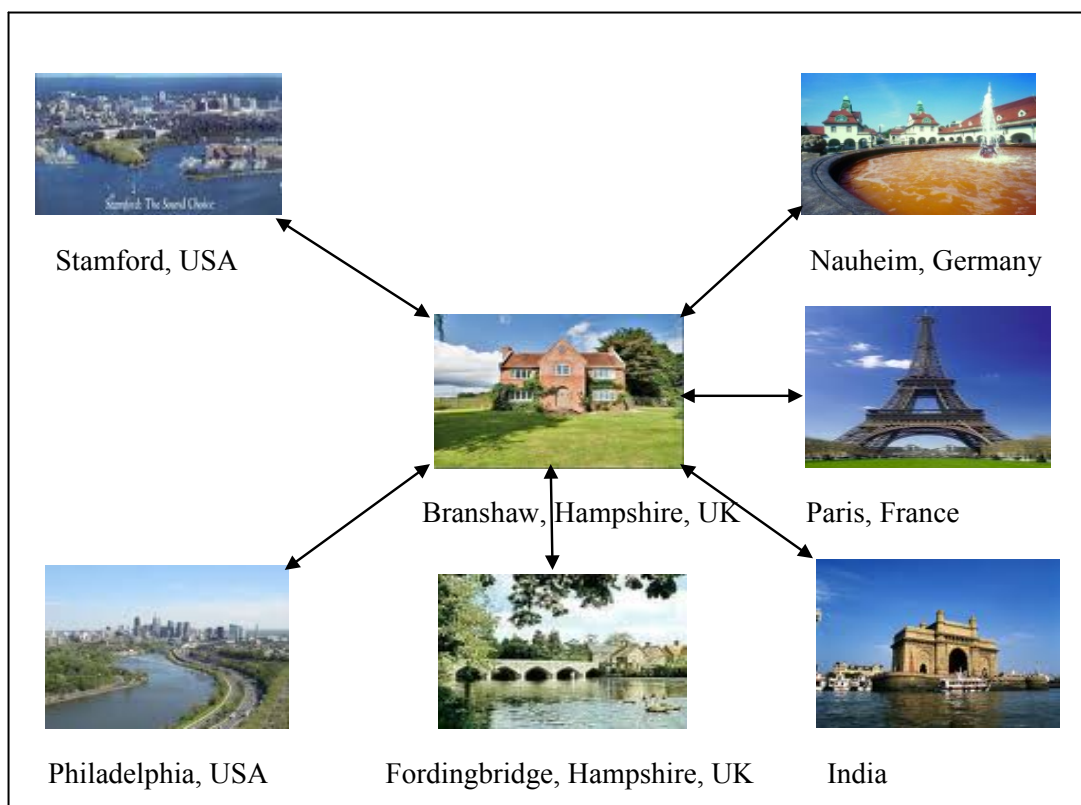 Stamford: The Sound Choice
Stamford, USA
Nauheim, Germany
Branshaw, Hampshire, UK
Paris, France
Philadelphia, USA
Fordingbridge, Hampshire, UK
India